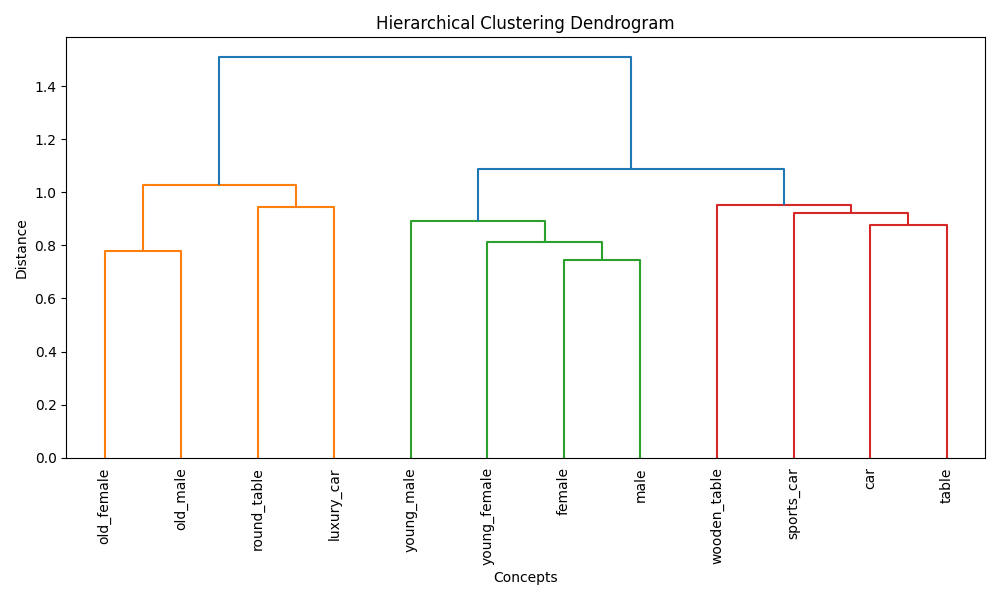 Hierarchical Clustering Dendrogram
Distance
1.4
1.2
1.0
0.8
0.6
0.4
0.2
0.0
old_female
old_male
round_table
luxury_car
young_male
young_female
female
male
wooden_table
sports_car
car
table
Concepts